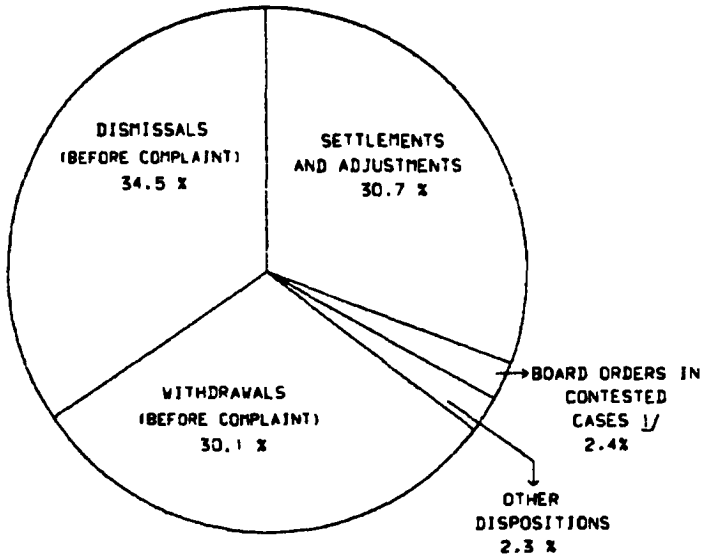 DISMISSALS
(BEFORE COMPLAINT)
34.5 %
SETTLEMENTS
AND ADJUSTMENTS
30.7 %
WITHDRAWALS
(BEFORE COMPLAINT)
30.1 %
BOARD ORDERS IN
CONTESTED
CASES 1/
2.4%
OTHER
DISPOSITIONS
2.3 %